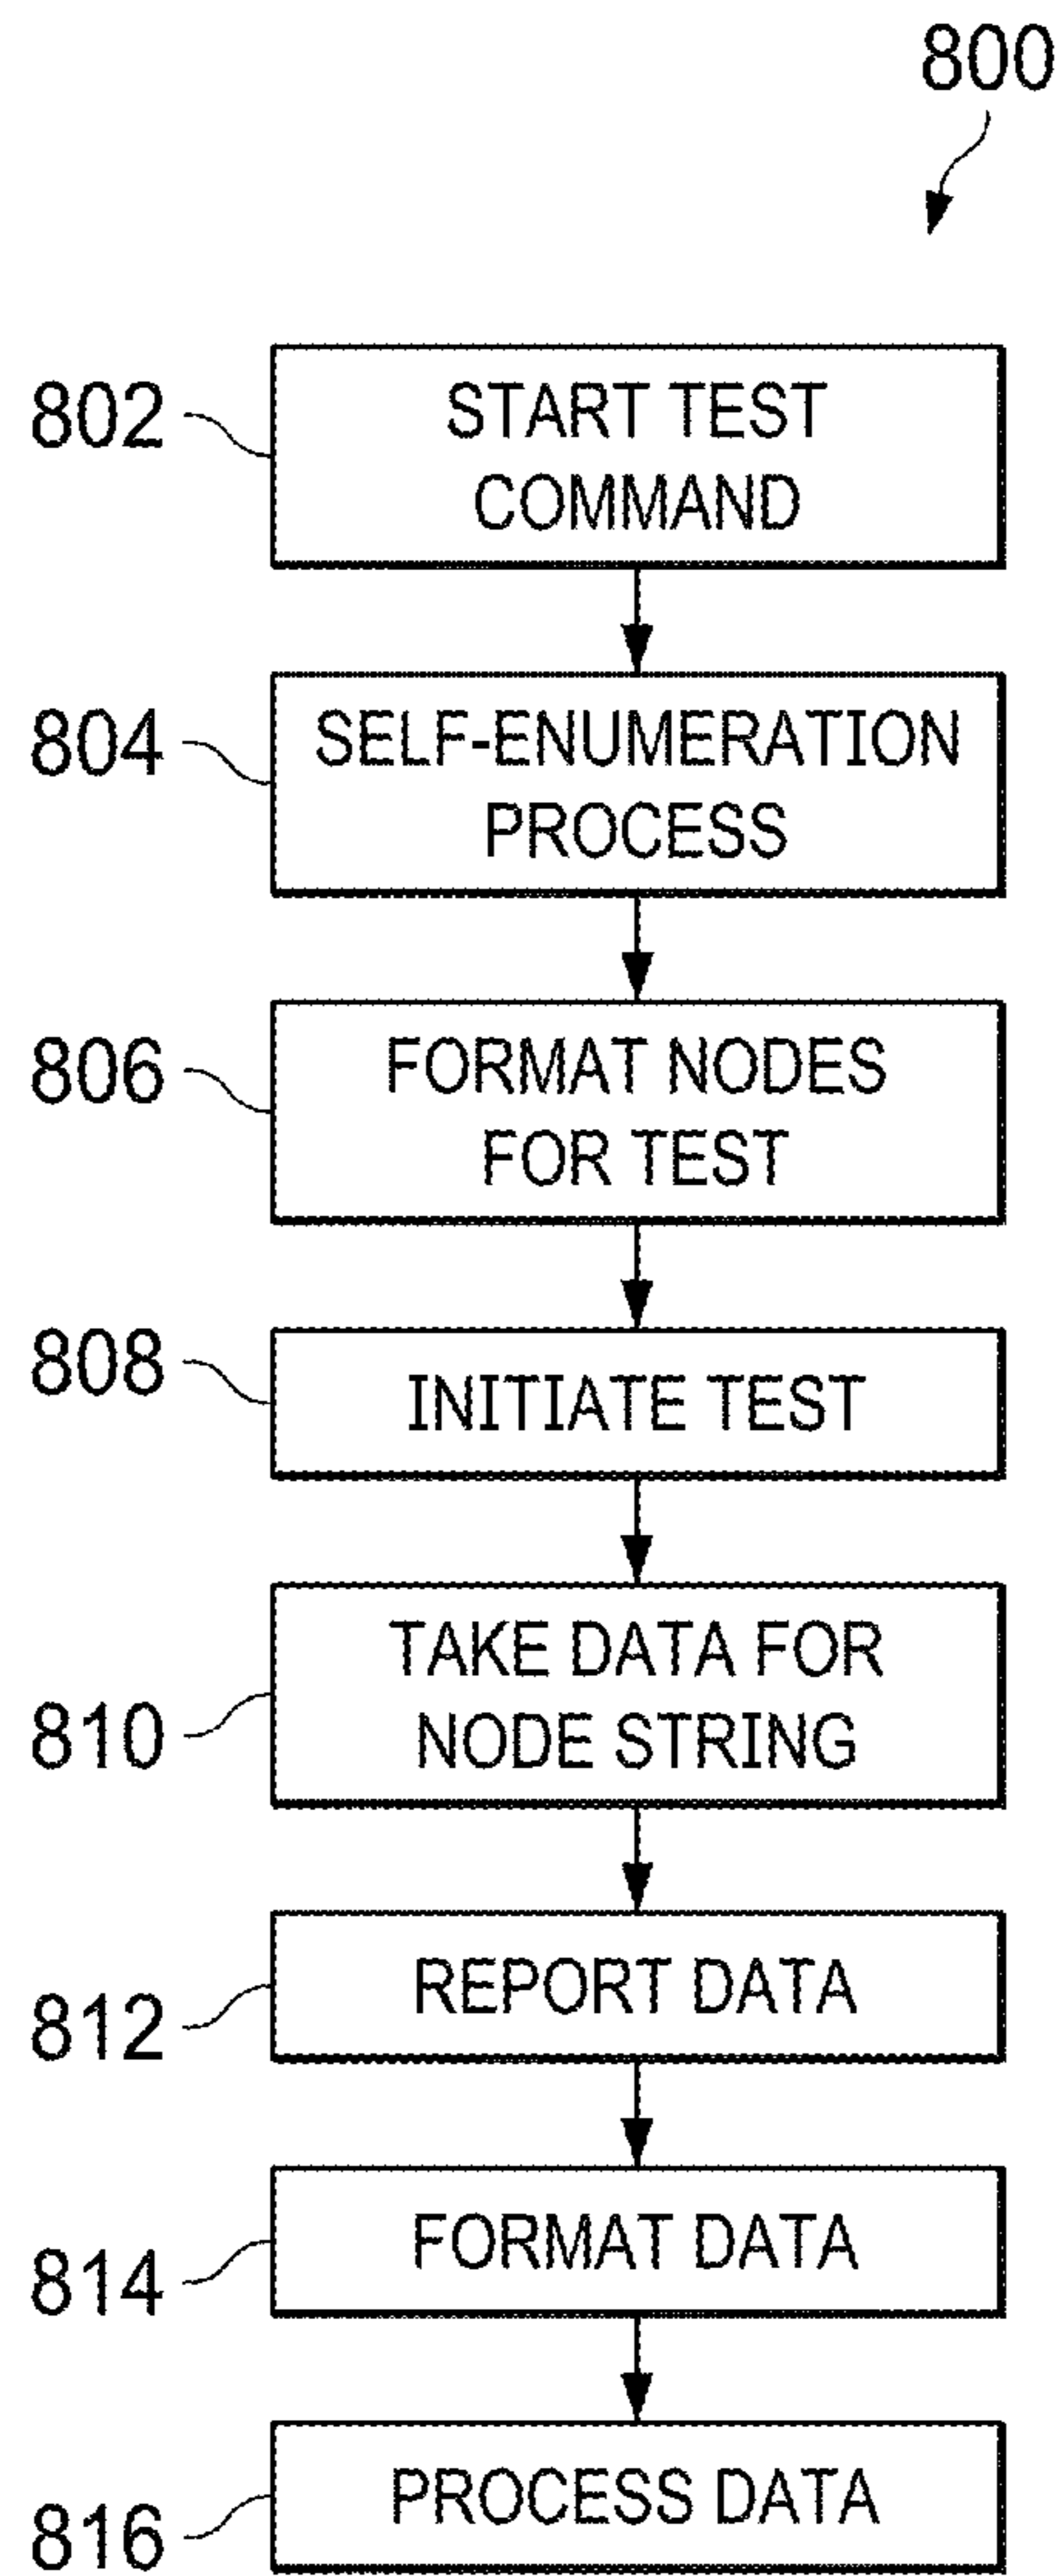 800
802
START TEST
COMMAND
804
SELF-ENUMERATION
PROCESS
806
FORMAT NODES
FOR TEST
808
INITIATE TEST
810
TAKE DATA FOR
NODE STRING
812
REPORT DATA
814
FORMAT DATA
816
PROCESS DATA